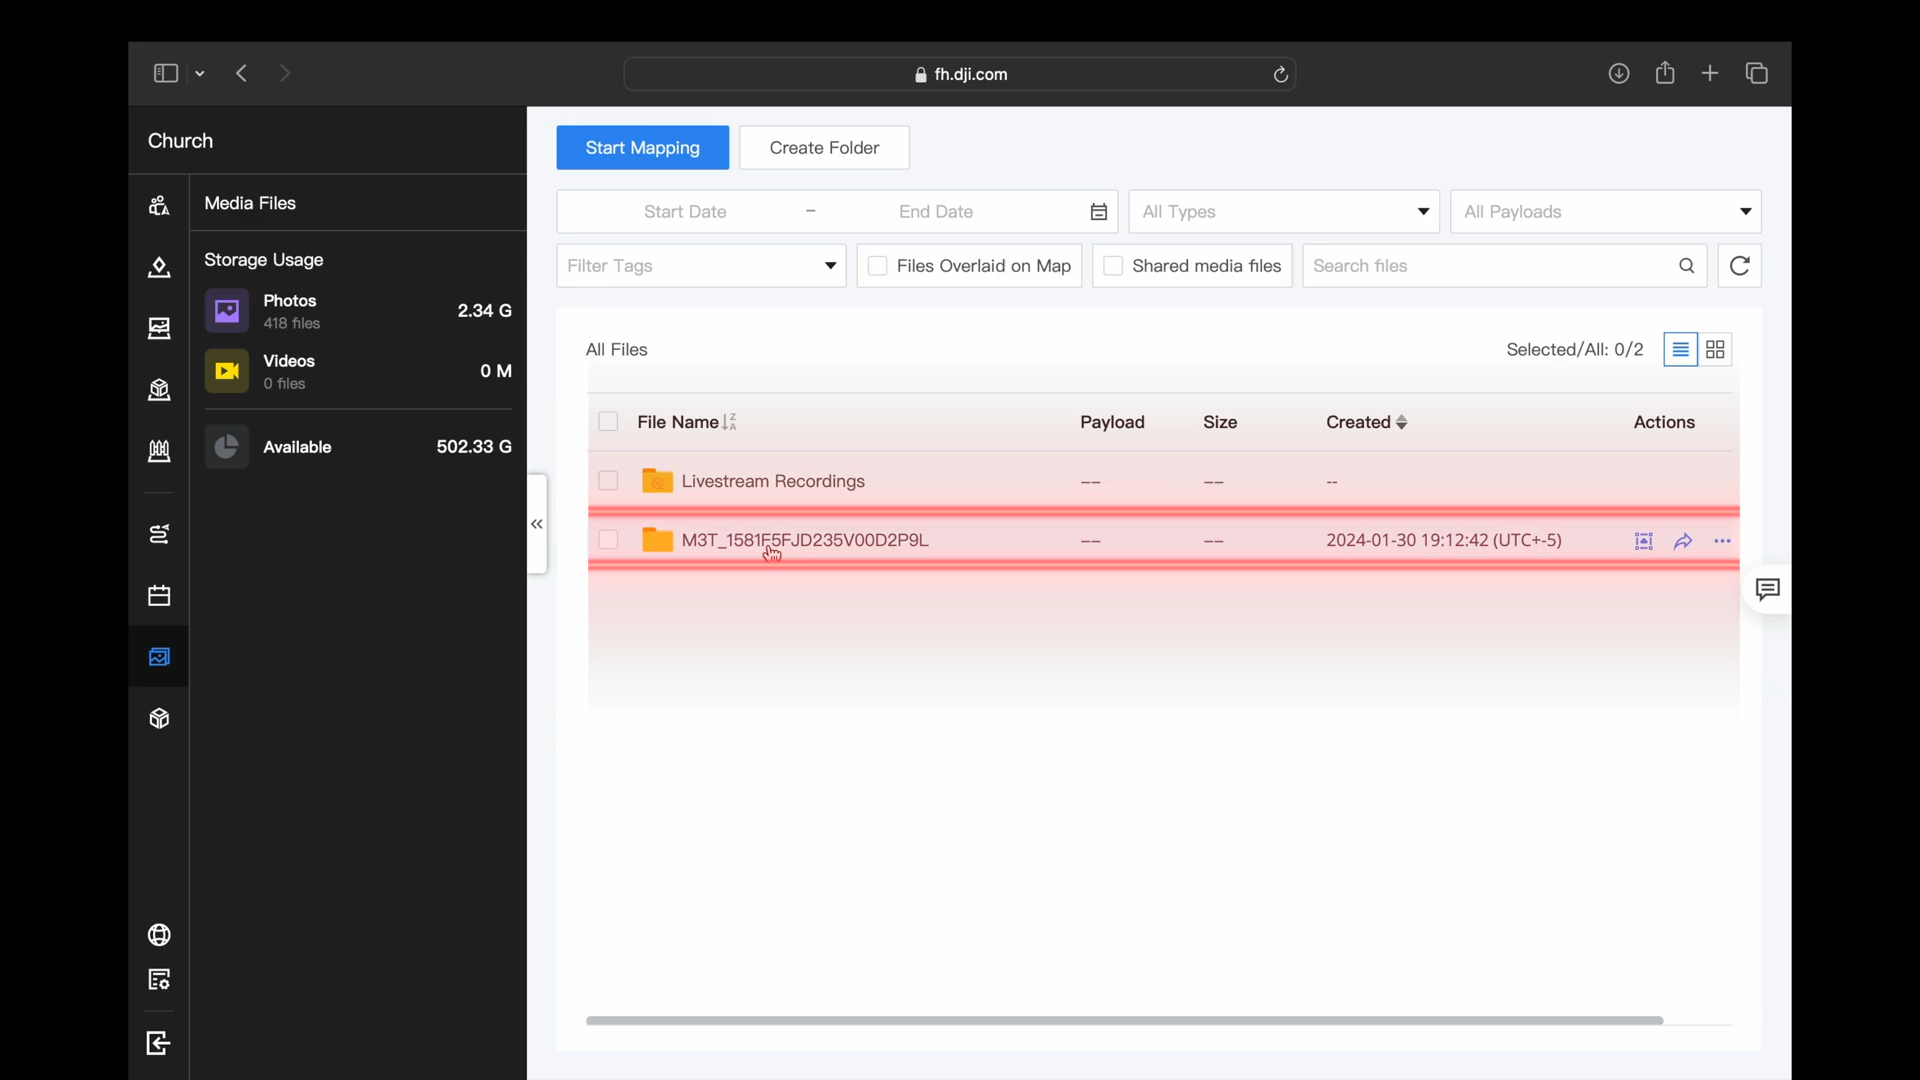 fh.dji.com
Church
Media Files
Storage Usage
Photos
418 files
2.34 G
Videos
0 files
0 M
Available
502.33 G
Start Mapping
Create Folder
Start Date – End Date
All Types
All Payloads
Filter Tags
Files Overlaid on Map
Shared media files
Search files
All Files
Selected/All: 0/2
File Name Payload Size Created Actions
Livestream Recordings -- -- --
M3T_1581F5FJD235V00D2P9L -- -- 2024-01-30 19:12:42 (UTC+-5)